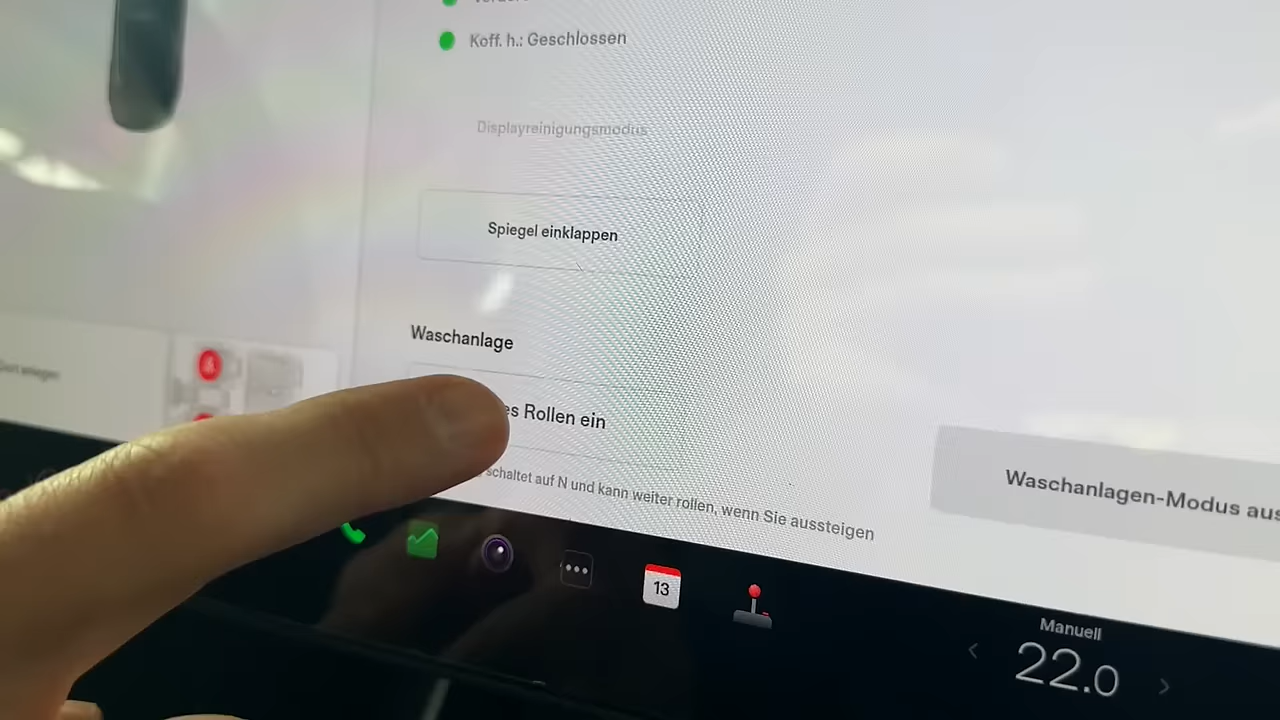 Koff. h.: Geschlossen
Displayreinigungsmodus
Spiegel einklappen
Waschanlage
es Rollen ein
schaltet auf N und kann weiter rollen, wenn Sie aussteigen
Waschanlagen-Modus aus
13
Manuell
22.0